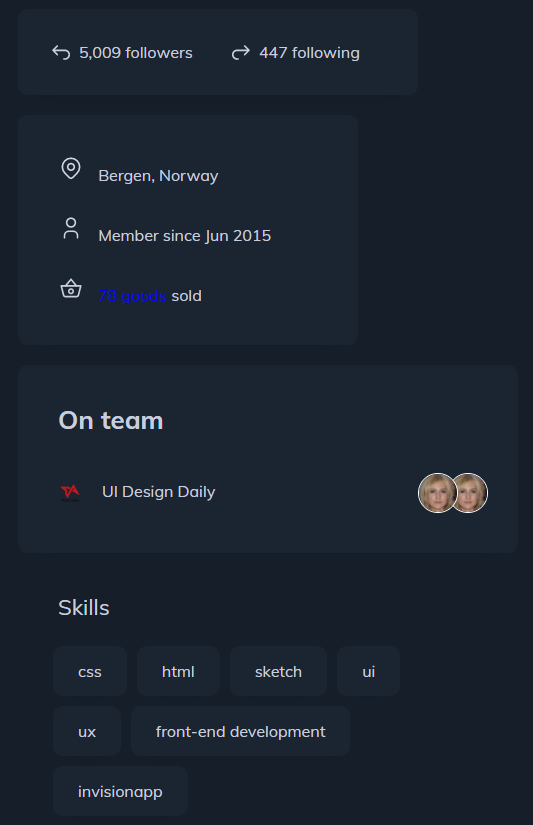 5,009 followers 447 following
Bergen, Norway
Member since Jun 2015
78 goods sold
On team
UI Design Daily
Skills
css html sketch ui
ux front-end development
invisionapp